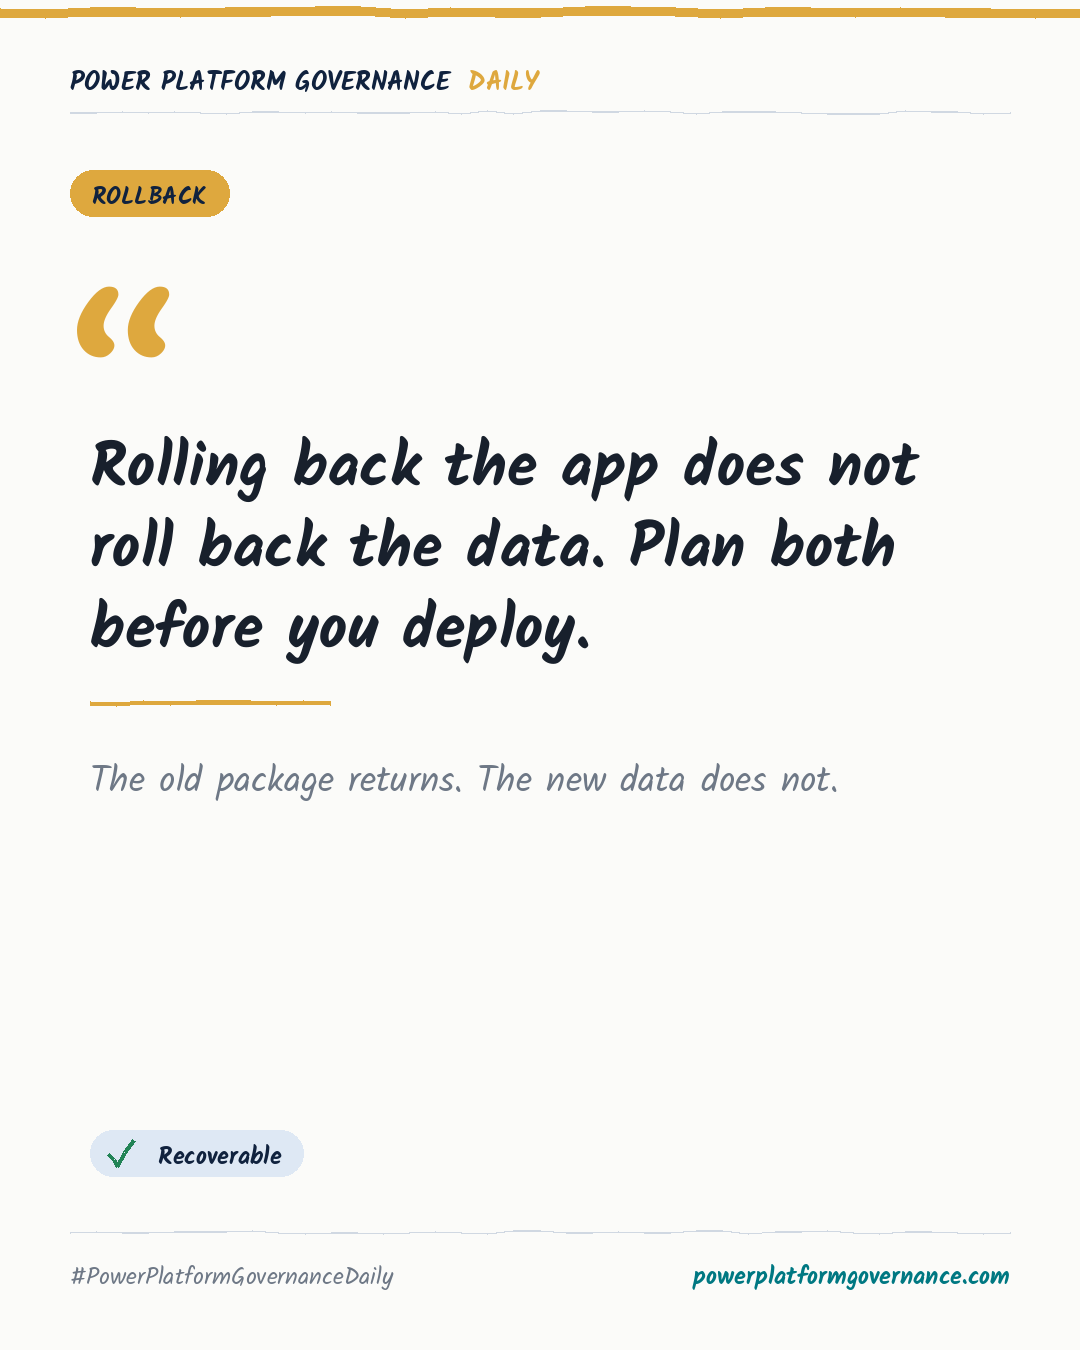 POWER PLATFORM GOVERNANCE DAILY
ROLLBACK
“
Rolling back the app does not
roll back the data. Plan both
before you deploy.
The old package returns. The new data does not.
✓ Recoverable
#PowerPlatformGovernanceDaily
powerplatformgovernance.com